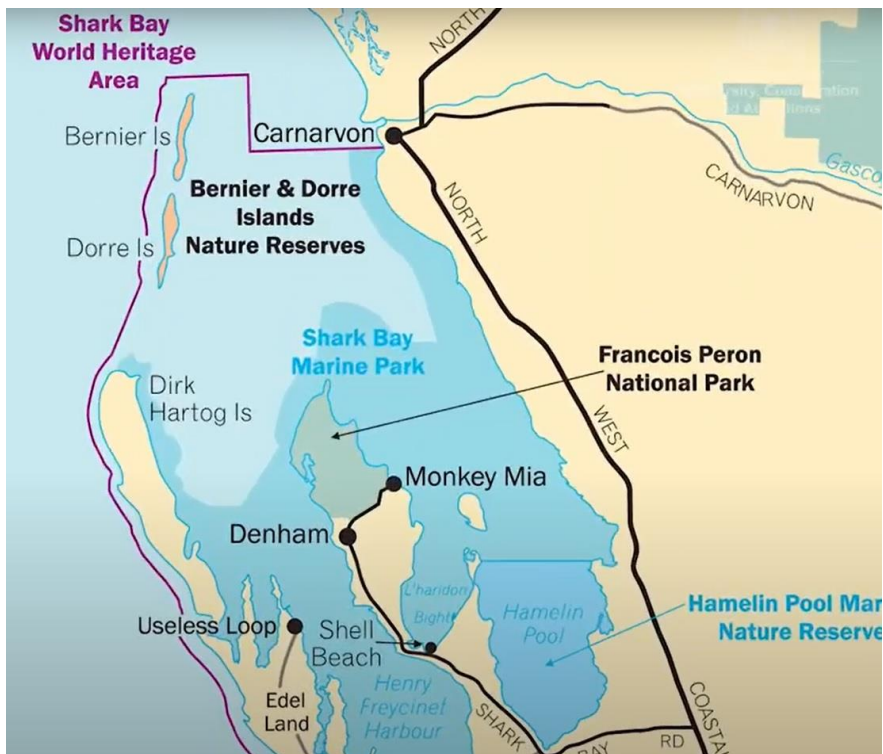 Shark Bay
World Heritage
Area
NORTH
Bernier Is
Carnarvon
Gasco
CARNARVON
Bernier & Dorre
Islands
Nature Reserves
NORTH
Dorre Is
Shark Bay
Marine Park
Francois Peron
National Park
Dirk
Hartog Is
WEST
Monkey Mia
Denham
L'haridon
Bight
Hamelin
Pool
Hamelin Pool Mar
Nature Reserve
Useless Loop
Shell
Beach
Henry
Freycinet
Harbour
Edel
Land
SHARK
BAY
RD
COASTA